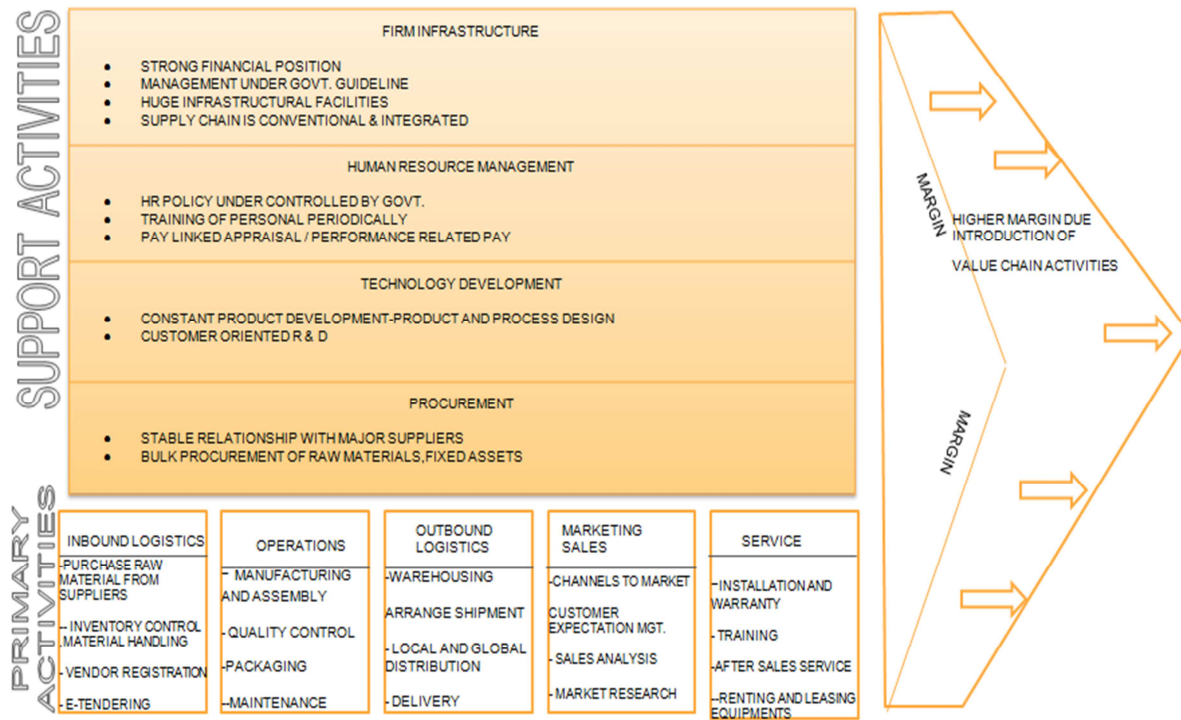 SUPPORT ACTIVITIES
FIRM INFRASTRUCTURE
• STRONG FINANCIAL POSITION
• MANAGEMENT UNDER GOVT. GUIDELINE
• HUGE INFRASTRUCTURAL FACILITIES
• SUPPLY CHAIN IS CONVENTIONAL & INTEGRATED
HUMAN RESOURCE MANAGEMENT
• HR POLICY UNDER CONTROLLED BY GOVT.
• TRAINING OF PERSONAL PERIODICALLY
• PAY LINKED APPRAISAL / PERFORMANCE RELATED PAY
TECHNOLOGY DEVELOPMENT
• CONSTANT PRODUCT DEVELOPMENT-PRODUCT AND PROCESS DESIGN
• CUSTOMER ORIENTED R & D
PROCUREMENT
• STABLE RELATIONSHIP WITH MAJOR SUPPLIERS
• BULK PROCUREMENT OF RAW MATERIALS,FIXED ASSETS
PRIMARY
ACTIVITIES
INBOUND LOGISTICS
-PURCHASE RAW
MATERIAL FROM
SUPPLIERS
-- INVENTORY CONTROL
.MATERIAL HANDLING
- VENDOR REGISTRATION
- E-TENDERING
OPERATIONS
-- MANUFACTURING
AND ASSEMBLY
- QUALITY CONTROL
- PACKAGING
--MAINTENANCE
OUTBOUND
LOGISTICS
-WAREHOUSING
ARRANGE SHIPMENT
- LOCAL AND GLOBAL
DISTRIBUTION
- DELIVERY
MARKETING
SALES
-CHANNELS TO MARKET
CUSTOMER
EXPECTATION MGT.
- SALES ANALYSIS
- MARKET RESEARCH
SERVICE
--INSTALLATION AND
WARRANTY
- TRAINING
-AFTER SALES SERVICE
--RENTING AND LEASING
EQUIPMENTS
MARGIN
HIGHER MARGIN DUE
INTRODUCTION OF
VALUE CHAIN ACTIVITIES
MARGIN